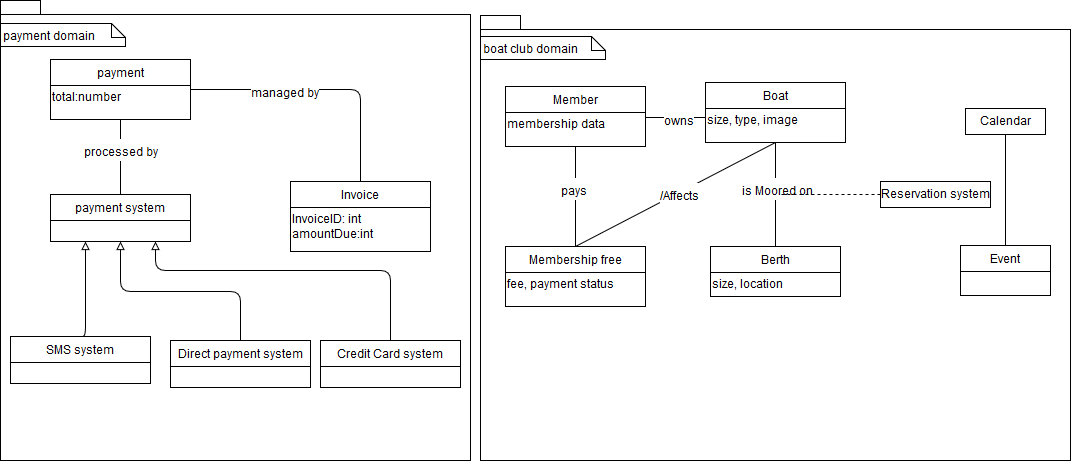 payment domain
payment
total:number
managed by
processed by
payment system
Invoice
InvoiceID: int
amountDue:int
SMS system
Direct payment system
Credit Card system
boat club domain
Member
membership data
owns
Boat
size, type, image
Calendar
pays
/Affects
is Moored on
Reservation system
Membership free
fee, payment status
Berth
size, location
Event